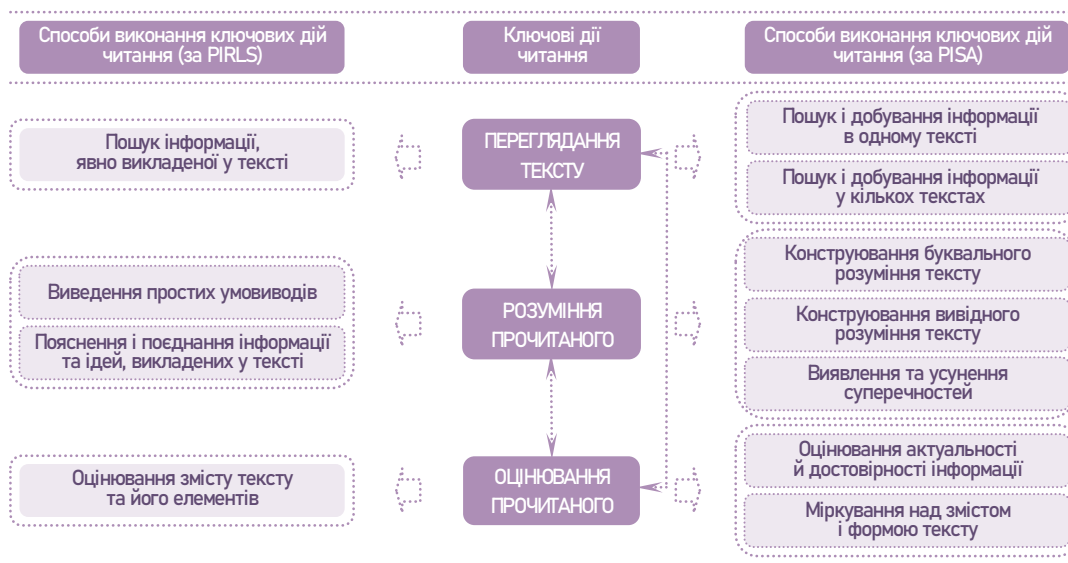 Способи виконання ключових дій
читання (за PIRLS)
Ключові дії
читання
Способи виконання ключових дій
читання (за PISA)
Пошук інформації,
явно викладеної у тексті
ПЕРЕГЛЯДАННЯ
ТЕКСТУ
Пошук і добування інформації
в одному тексті
Пошук і добування інформації
у кількох текстах
Виведення простих умовиводів
Пояснення і поєднання інформації
та ідей, викладених у тексті
РОЗУМІННЯ
ПРОЧИТАНОГО
Конструювання буквального
розуміння тексту
Конструювання вивідного
розуміння тексту
Виявлення та усунення
суперечностей
Оцінювання змісту тексту
та його елементів
ОЦІНЮВАННЯ
ПРОЧИТАНОГО
Оцінювання актуальності
й достовірності інформації
Міркування над змістом
і формою тексту